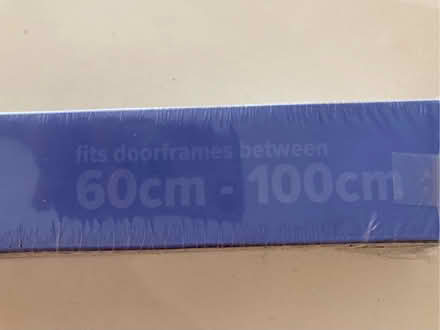 fits doorframes between
60cm - 100cm